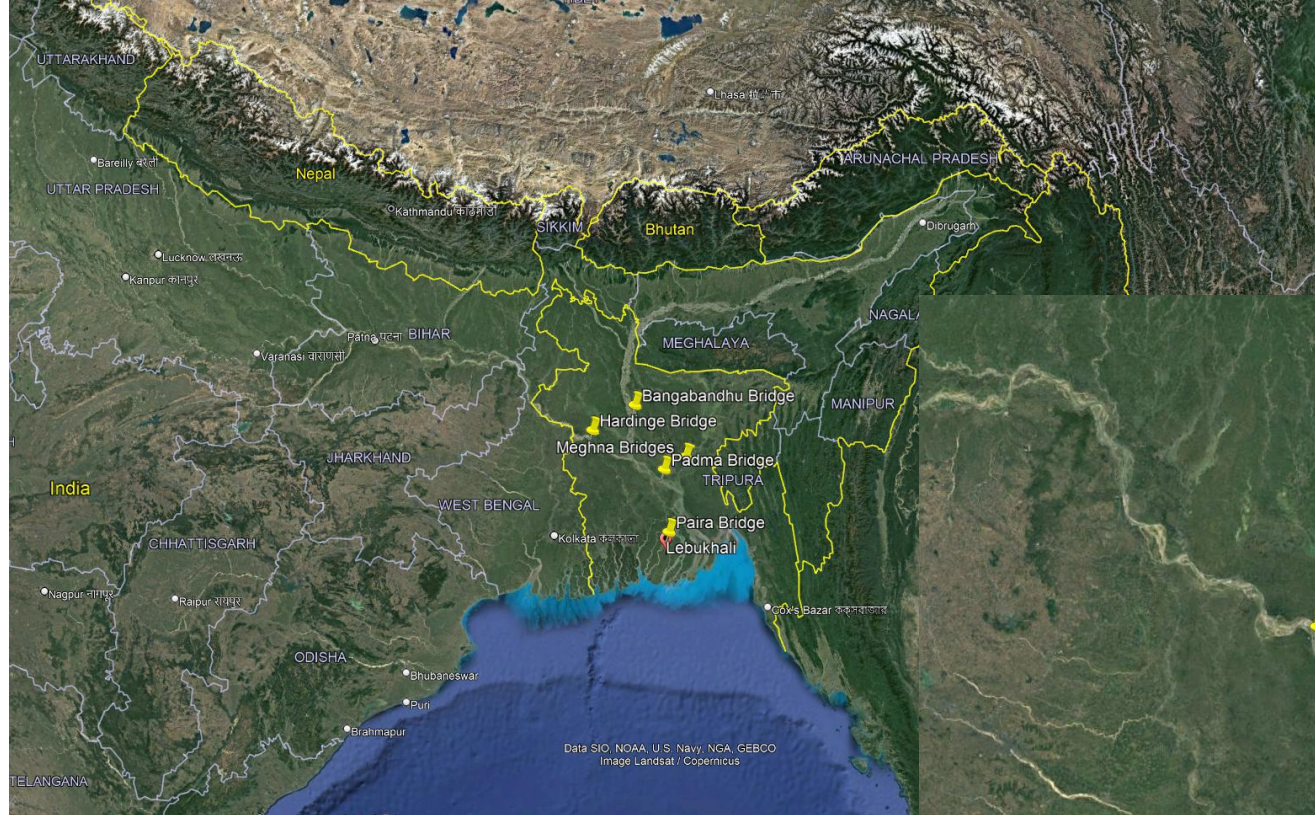 UTTARAKHAND
Lhasa
Bareilly बरेली
ARUNACHAL PRADESH
Nepal
UTTAR PRADESH
Kathmandu काठमाडौं
Dibrugarh
SIKKIM
Bhutan
Lucknow लखनऊ
Kanpur कानपुर
NAGALA
Patna पटना
BIHAR
MEGHALAYA
Varanasi वाराणसी
Bangabandhu Bridge
MANIPUR
Hardinge Bridge
Meghna Bridges
JHARKHAND
Padma Bridge
TRIPURA
India
WEST BENGAL
Paira Bridge
Kolkata কলকাতা
Lebukhali
CHHATTISGARH
Nagpur नागपूर
Raipur रायपुर
Cox's Bazar কক্সবাজার
ODISHA
Bhubaneswar
Puri
Brahmapur
Data SIO, NOAA, U.S. Navy, NGA, GEBCO
Image Landsat / Copernicus
TELANGANA